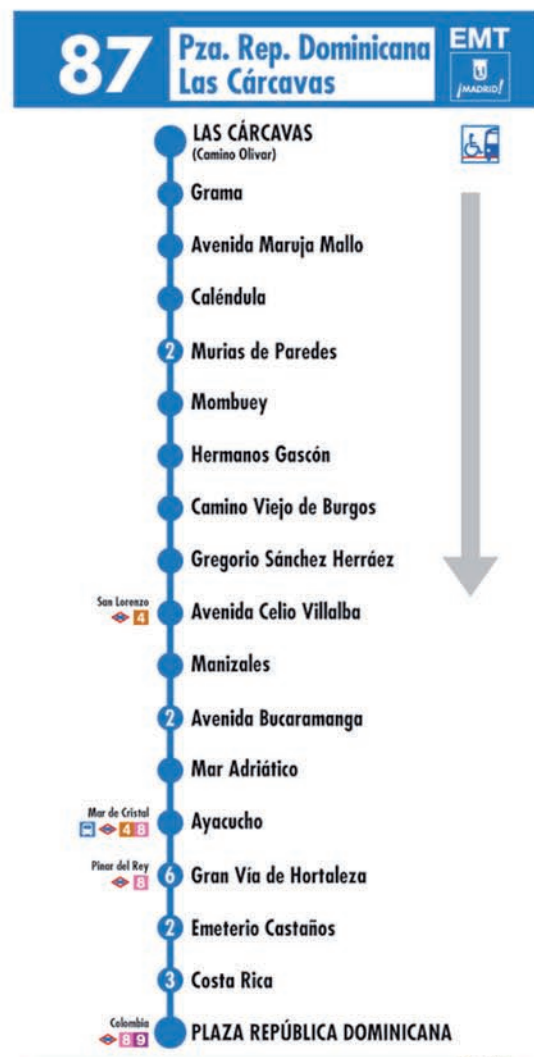 87
Pza. Rep. Dominicana
Las Cárcavas
EMT
¡MADRID!
LAS CÁRCAVAS
(Camino Olivar)
Grama
Avenida Maruja Mallo
Caléndula
2 Murias de Paredes
Mombuey
Hermanos Gascón
Camino Viejo de Burgos
Gregorio Sánchez Herráez
San Lorenzo
4
Avenida Celio Villalba
Manizales
2 Avenida Bucaramanga
Mar Adriático
Mar de Cristal
4 8
Ayacucho
Pinar del Rey
8
6 Gran Vía de Hortaleza
2 Emeterio Castaños
3 Costa Rica
Colombia
8 9
PLAZA REPÚBLICA DOMINICANA